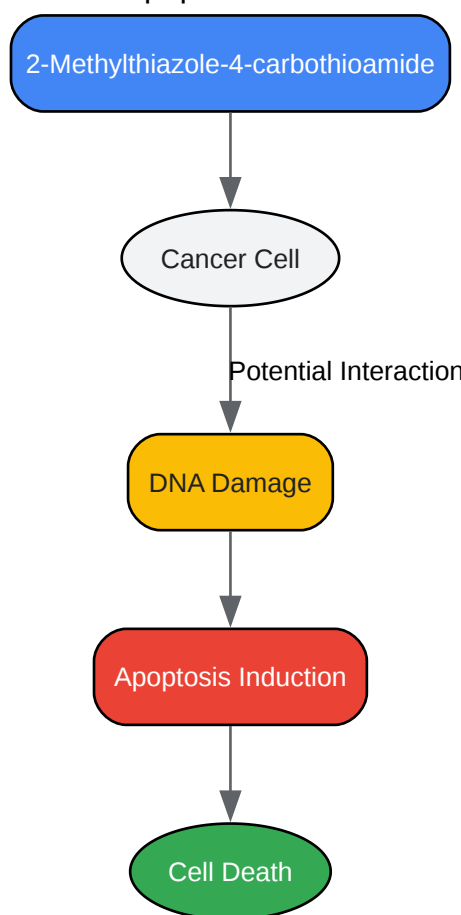 2-Methylthiazole-4-carbothioamide
Cancer Cell
Potential Interaction
DNA Damage
Apoptosis Induction
Cell Death